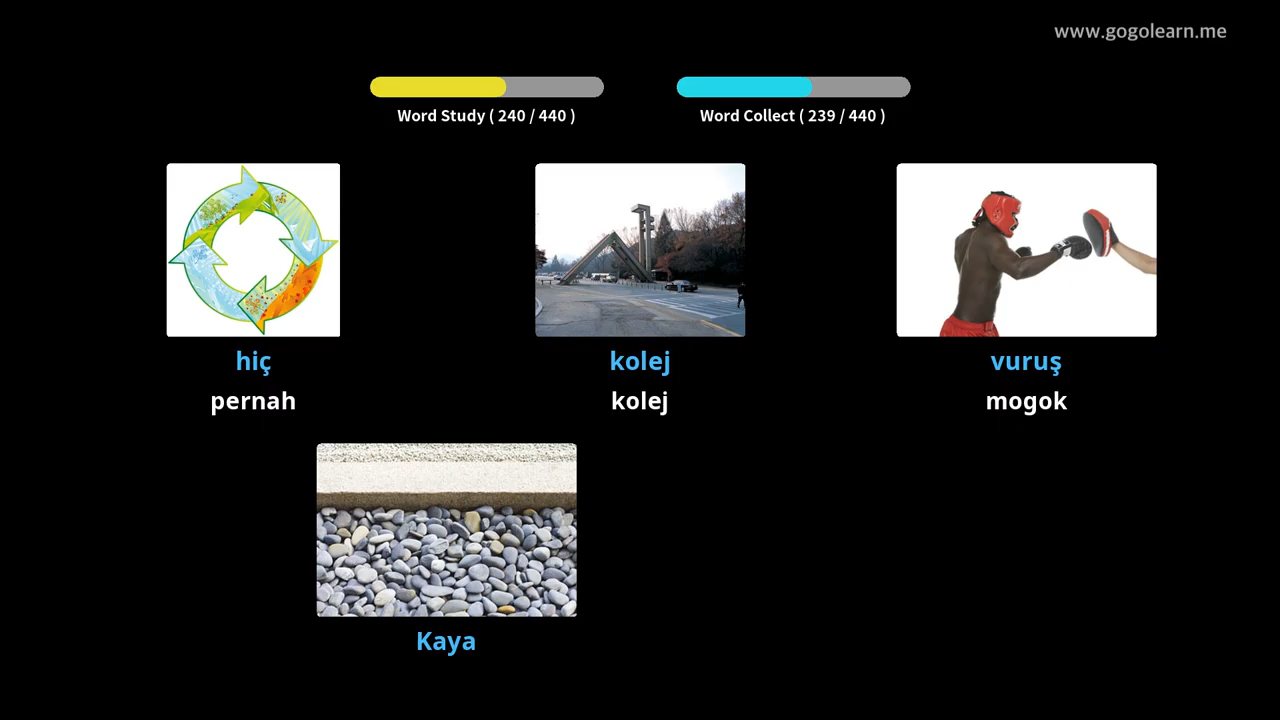 www.gogolearn.me
Word Study ( 240 / 440 )
Word Collect ( 239 / 440 )
hiç
kolej
vuruş
pernah
kolej
mogok
Kaya